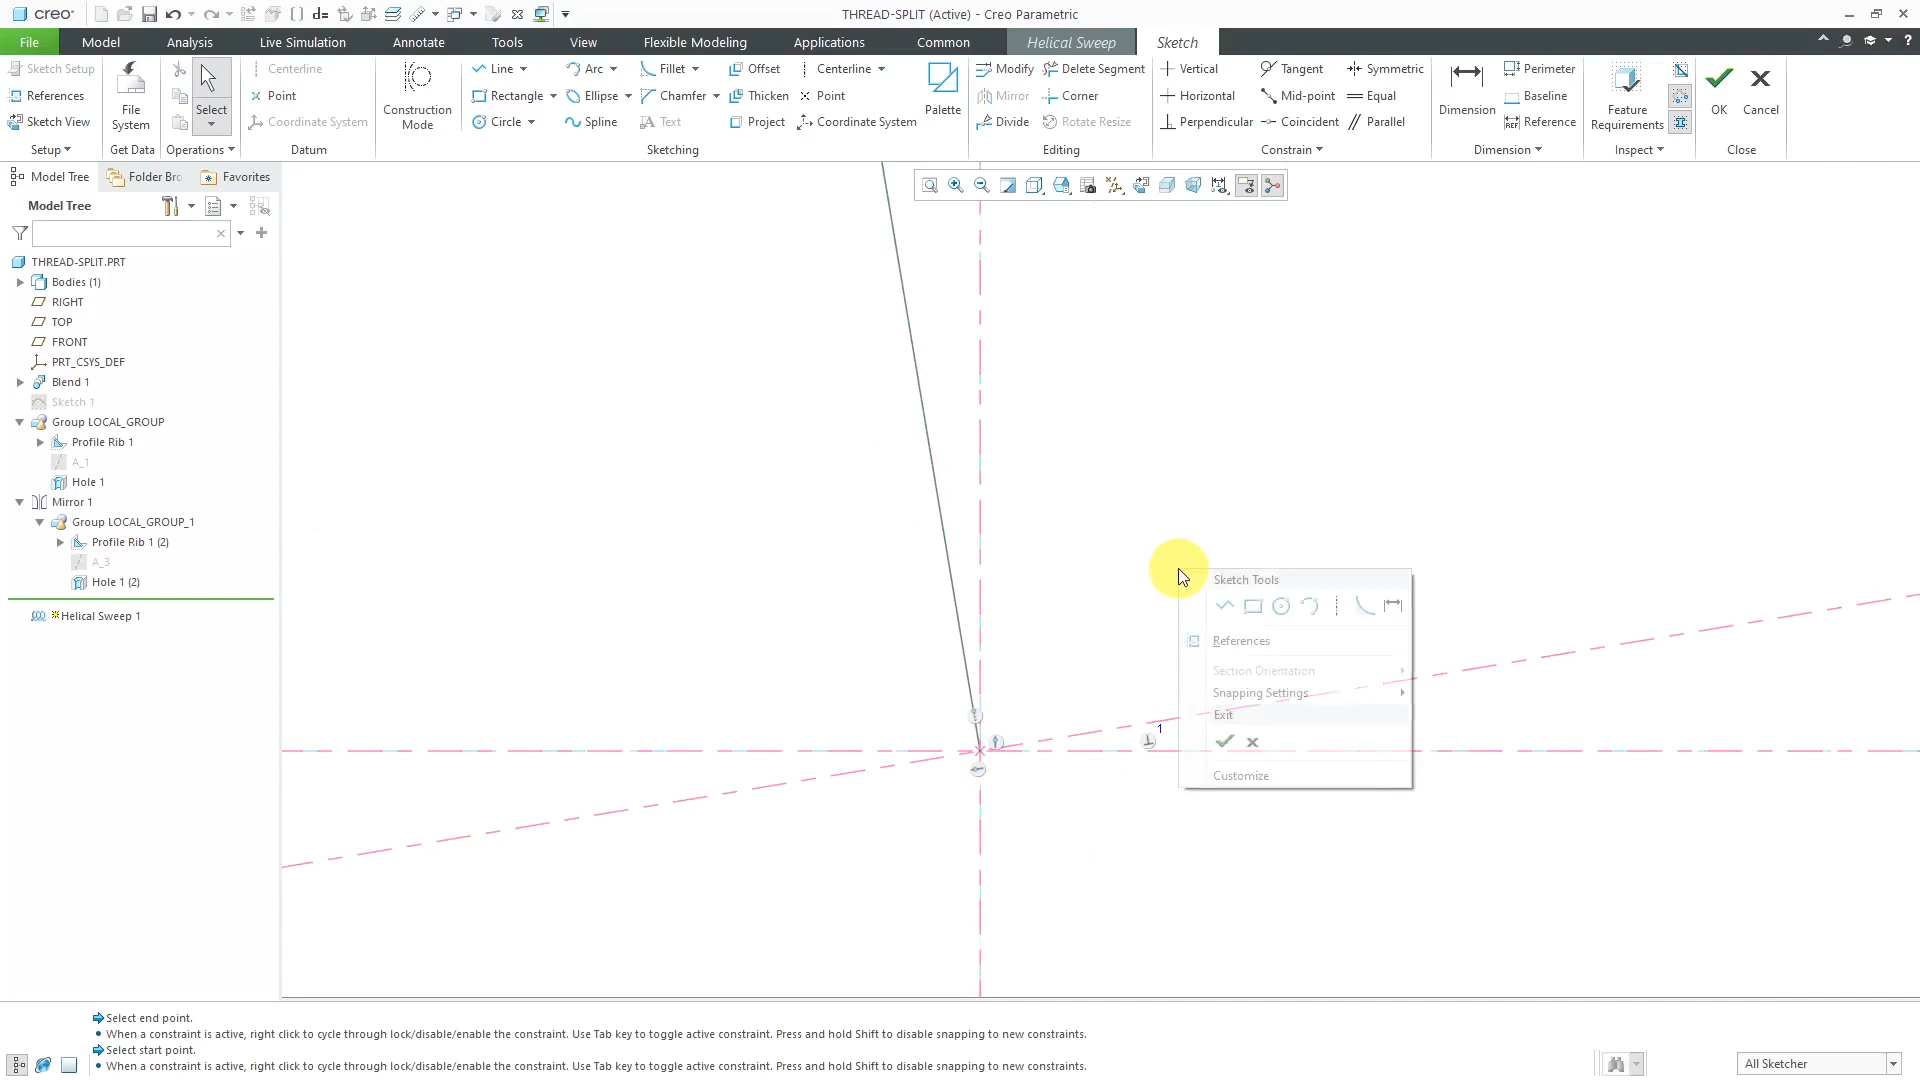 creo
d=
THREAD-SPLIT (Active) - Creo Parametric
File
Model
Analysis
Live Simulation
Annotate
Tools
View
Flexible Modeling
Applications
Common
Helical Sweep
Sketch
Sketch Setup
References
Sketch View
Setup
File System
Get Data
Select
Operations
Centerline
Point
Coordinate System
Datum
Construction Mode
Line
Rectangle
Circle
Arc
Ellipse
Spline
Fillet
Chamfer
Text
Offset
Thicken
Project
Centerline
Point
Coordinate System
Palette
Sketching
Modify
Mirror
Divide
Delete Segment
Corner
Rotate Resize
Editing
Vertical
Horizontal
Perpendicular
Tangent
Mid-point
Coincident
Symmetric
Equal
Parallel
Constrain
Dimension
Perimeter
Baseline
REF Reference
Dimension
Feature Requirements
Inspect
OK
Cancel
Close
Model Tree
Folder Bro
Favorites
Model Tree
THREAD-SPLIT.PRT
Bodies (1)
RIGHT
TOP
FRONT
PRT_CSYS_DEF
Blend 1
Sketch 1
Group LOCAL_GROUP
Profile Rib 1
A_1
Hole 1
Mirror 1
Group LOCAL_GROUP_1
Profile Rib 1 (2)
A_3
Hole 1 (2)
Helical Sweep 1
Sketch Tools
References
Section Orientation
Snapping Settings
Exit
Customize
1
Select end point.
When a constraint is active, right click to cycle through lock/disable/enable the constraint. Use Tab key to toggle active constraint. Press and hold Shift to disable snapping to new constraints.
Select start point.
When a constraint is active, right click to cycle through lock/disable/enable the constraint. Use Tab key to toggle active constraint. Press and hold Shift to disable snapping to new constraints.
All Sketcher